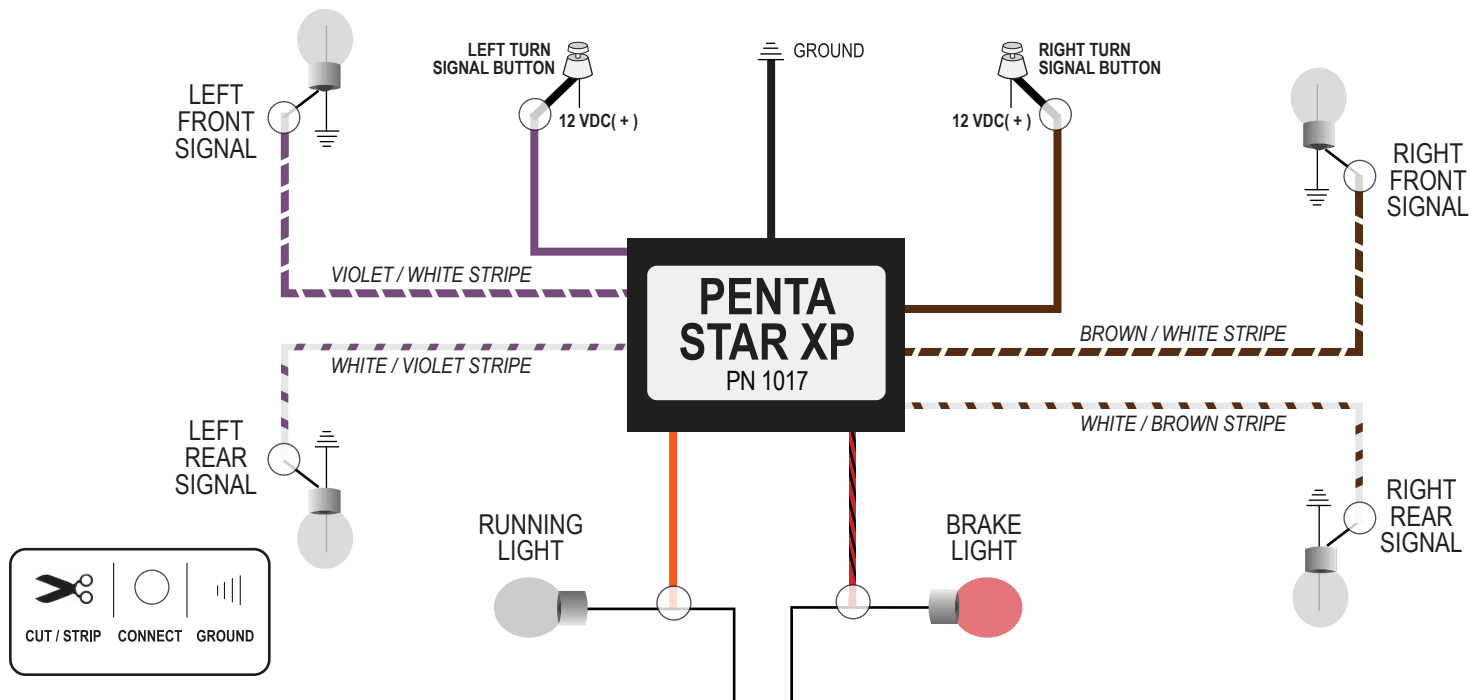 LEFT TURN
SIGNAL BUTTON
12 VDC( + )
GROUND
RIGHT TURN
SIGNAL BUTTON
12 VDC( + )
LEFT
FRONT
SIGNAL
RIGHT
FRONT
SIGNAL
VIOLET / WHITE STRIPE
PENTA
STAR XP
PN 1017
BROWN / WHITE STRIPE
WHITE / VIOLET STRIPE
WHITE / BROWN STRIPE
LEFT
REAR
SIGNAL
RIGHT
REAR
SIGNAL
RUNNING
LIGHT
BRAKE
LIGHT
CUT / STRIP
CONNECT
GROUND